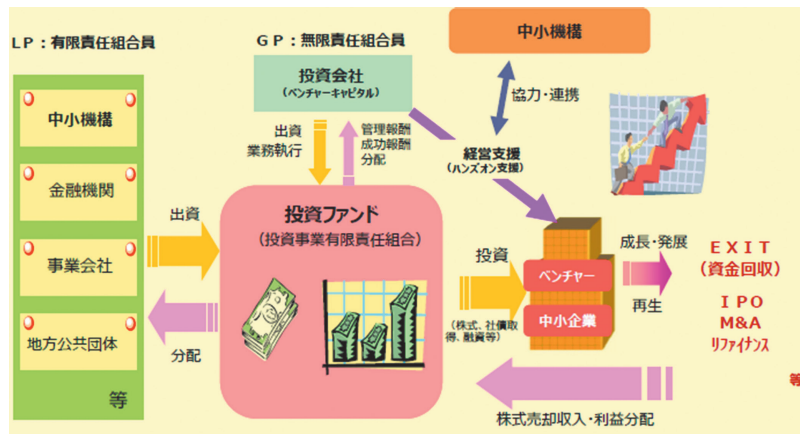 LP：有限責任組合員
中小機構
金融機関
事業会社
地方公共団体
等
GP：無限責任組合員
投資会社
（ベンチャーキャピタル）
出資
業務執行
管理報酬
成功報酬
分配
出資
分配
投資ファンド
（投資事業有限責任組合）
中小機構
協力・連携
経営支援
（ハンズオン支援）
投資
（株式、社債取
得、融資等）
ベンチャー
中小企業
成長・発展
再生
EXIT
（資金回収）
IPO
M&A
リファイナンス
等
株式売却収入・利益分配